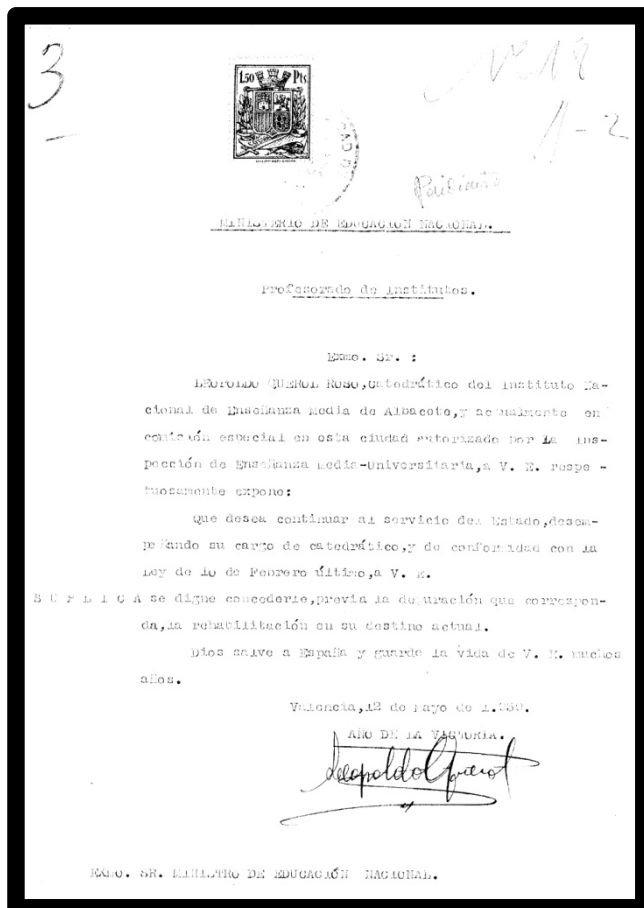 3
Nº 18
1-2
1,50 Pts
MINISTERIO DE EDUCACIÓN NACIONAL.
Profesorado de Institutos.
Exmo. Sr. :
LEOPOLDO QUEROL ROSO,Catedrático del Instituto Na-
cional de Enseñanza Media de Albacete,y actualmente en
comisión especial en esta ciudad autorizado por la Ins-
pección de Enseñanza Media-Universitaria,a V. E. respe -
tuosamente expone:
Que desea continuar al servicio del Estado,desem-
peñando su cargo de catedrático,y de conformidad con la
Ley de 10 de Febrero último,a V. E.
S U P L I C A se digne concederle,previa la depuración que correspon-
da,la rehabilitación en su destino actual.
Dios salve a España y guarde la vida de V. E. muchos
años.
Valencia,12 de Mayo de 1.939.
AÑO DE LA VICTORIA.
Leopoldo Querol
EXMO. SR. MINISTRO DE EDUCACIÓN NACIONAL.